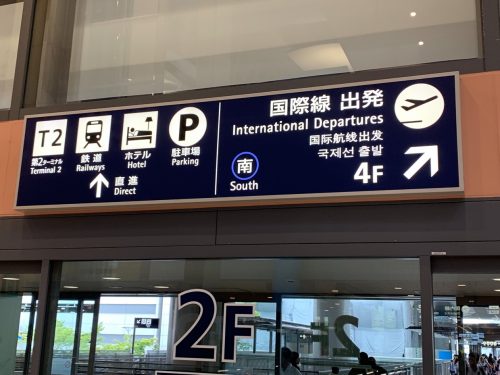 T2
第2ターミナル
Terminal 2
鉄道
Railways
ホテル
Hotel
P
駐車場
Parking
直進
Direct
国際線 出発
International Departures
国际航线出发
국제선 출발
南
South
4F
2F